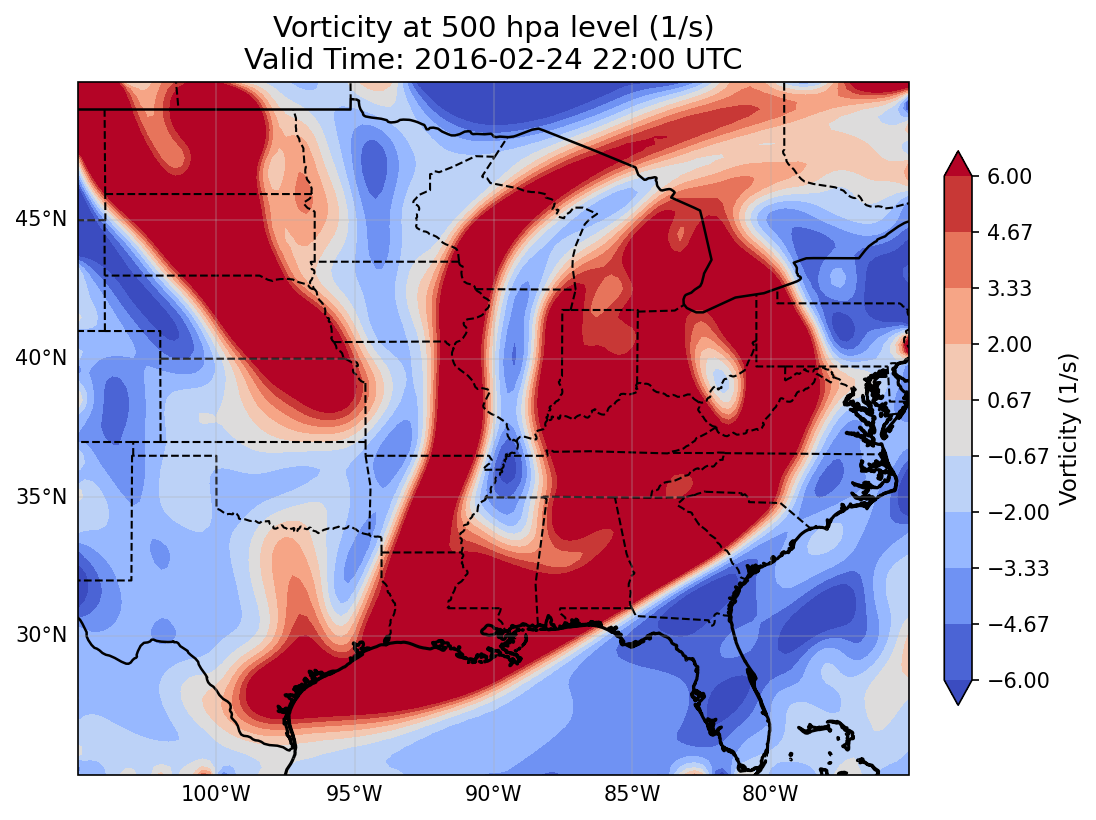 Vorticity at 500 hpa level (1/s)
Valid Time: 2016-02-24 22:00 UTC
45°N
40°N
35°N
30°N
100°W
95°W
90°W
85°W
80°W
6.00
4.67
3.33
2.00
0.67
−0.67
−2.00
−3.33
−4.67
−6.00
Vorticity (1/s)